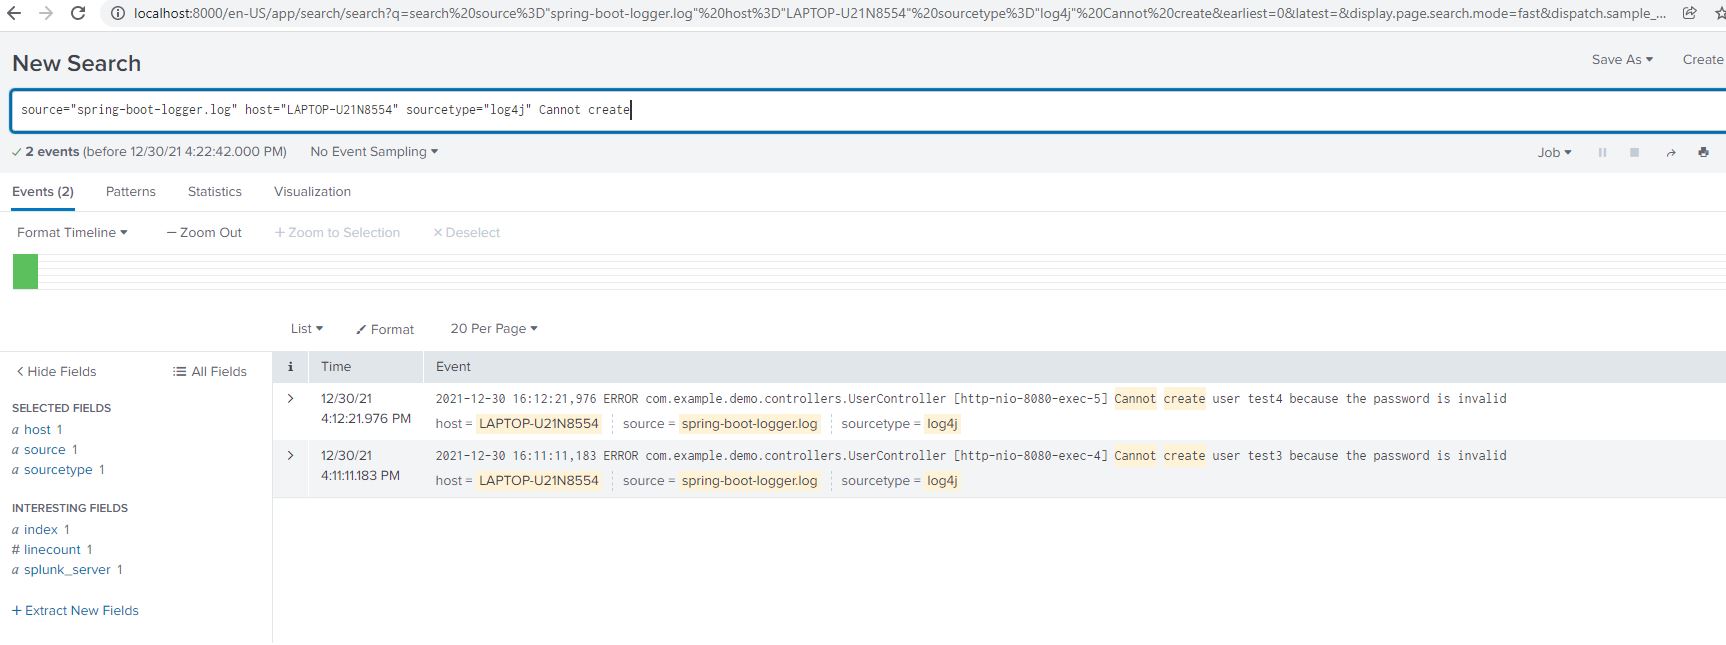 localhost:8000/en-US/app/search/search?q=search%20source%3D"spring-boot-logger.log"%20host%3D"LAPTOP-U21N8554"%20sourcetype%3D"log4j"%20Cannot%20create&earliest=0&latest=&display.page.search.mode=fast&dispatch.sample_...
New Search
Save As
Create
source="spring-boot-logger.log" host="LAPTOP-U21N8554" sourcetype="log4j" Cannot create
2 events (before 12/30/21 4:22:42.000 PM)
No Event Sampling
Job
Events (2)
Patterns
Statistics
Visualization
Format Timeline
— Zoom Out
+ Zoom to Selection
× Deselect
List
Format
20 Per Page
< Hide Fields
All Fields
i
Time
Event
SELECTED FIELDS
a host 1
a source 1
a sourcetype 1
INTERESTING FIELDS
a index 1
# linecount 1
a splunk_server 1
+ Extract New Fields
12/30/21
4:12:21.976 PM
2021-12-30 16:12:21,976 ERROR com.example.demo.controllers.UserController [http-nio-8080-exec-5] Cannot create user test4 because the password is invalid
host = LAPTOP-U21N8554 source = spring-boot-logger.log sourcetype = log4j
12/30/21
4:11:11.183 PM
2021-12-30 16:11:11,183 ERROR com.example.demo.controllers.UserController [http-nio-8080-exec-4] Cannot create user test3 because the password is invalid
host = LAPTOP-U21N8554 source = spring-boot-logger.log sourcetype = log4j